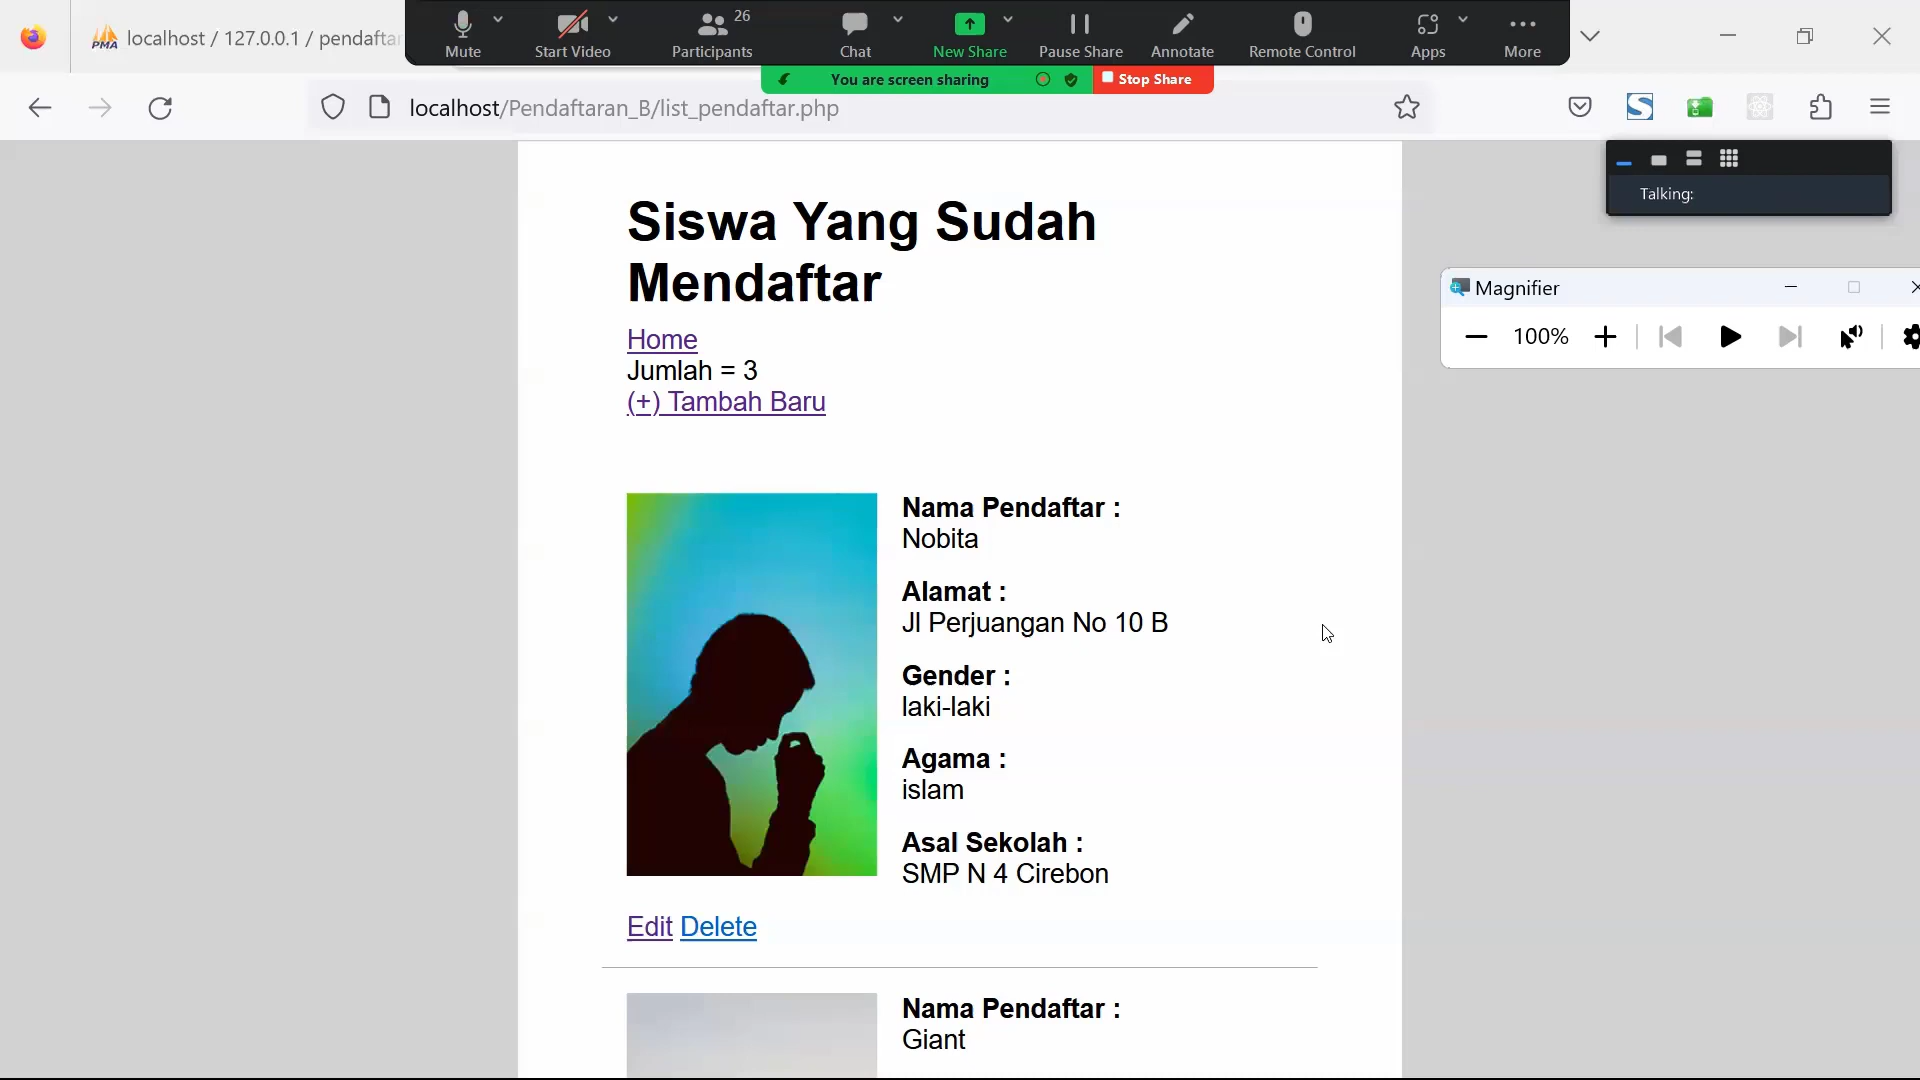 PMA localhost / 127.0.0.1 / pendafta
Mute
Start Video
26
Participants
Chat
New Share
Pause Share
Annotate
Remote Control
Apps
More
You are screen sharing
Stop Share
localhost/Pendaftaran_B/list_pendaftar.php
Talking:
Magnifier
100%
Siswa Yang Sudah
Mendaftar
Home
Jumlah = 3
(+) Tambah Baru
Nama Pendaftar :
Nobita
Alamat :
Jl Perjuangan No 10 B
Gender :
laki-laki
Agama :
islam
Asal Sekolah :
SMP N 4 Cirebon
Edit Delete
Nama Pendaftar :
Giant